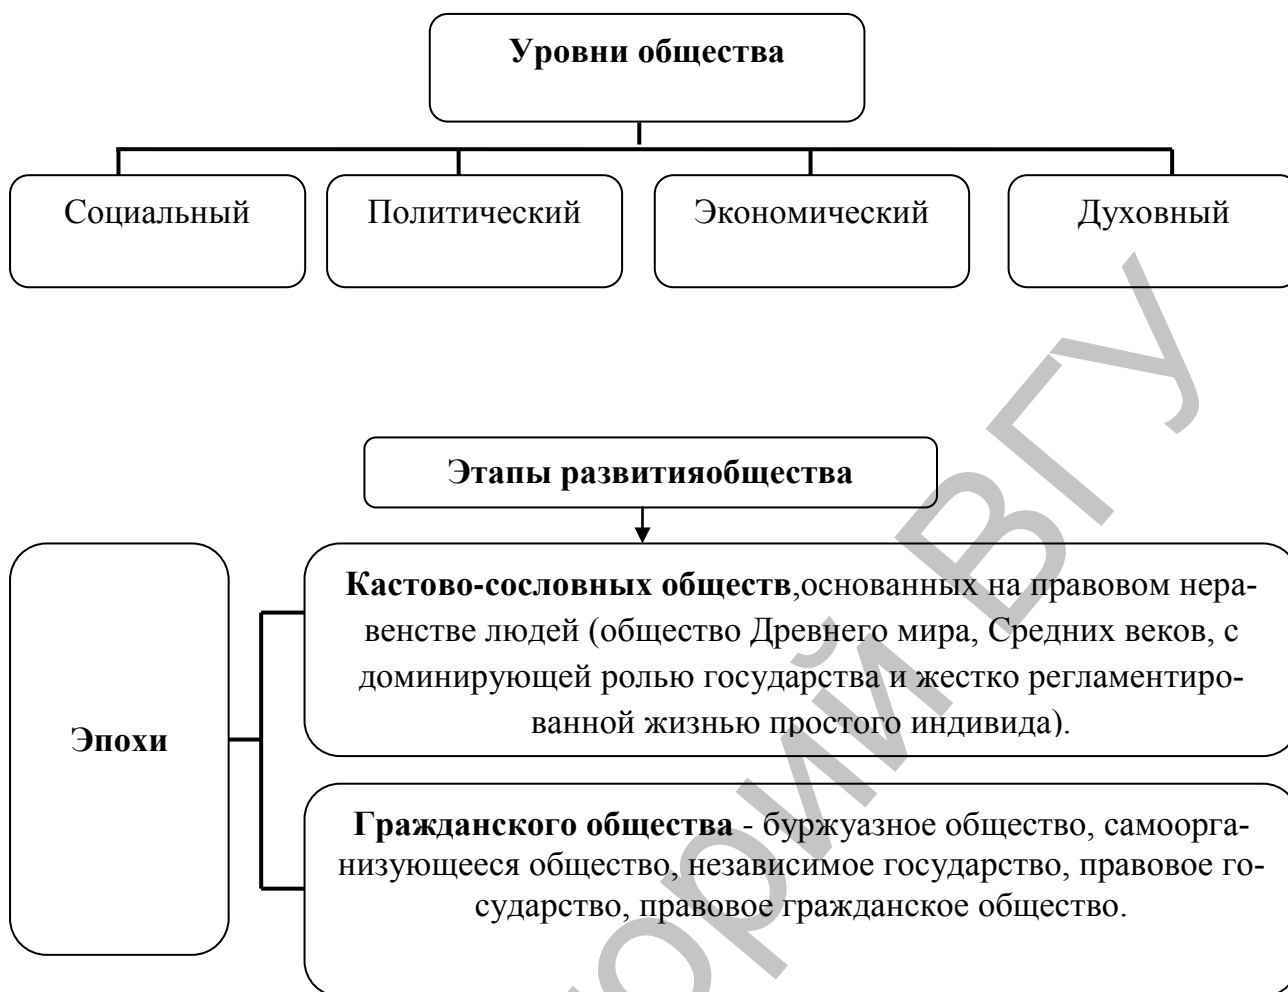 Уровни общества
Социальный Политический Экономический Духовный
Этапы развитияобщества
Эпохи
Кастово-сословных обществ,основанных на правовом нера-
венстве людей (общество Древнего мира, Средних веков, с
доминирующей ролью государства и жестко регламентиро-
ванной жизнью простого индивида).
Гражданского общества - буржуазное общество, самоорга-
низующееся общество, независимое государство, правовое го-
сударство, правовое гражданское общество.
орий ВГУ